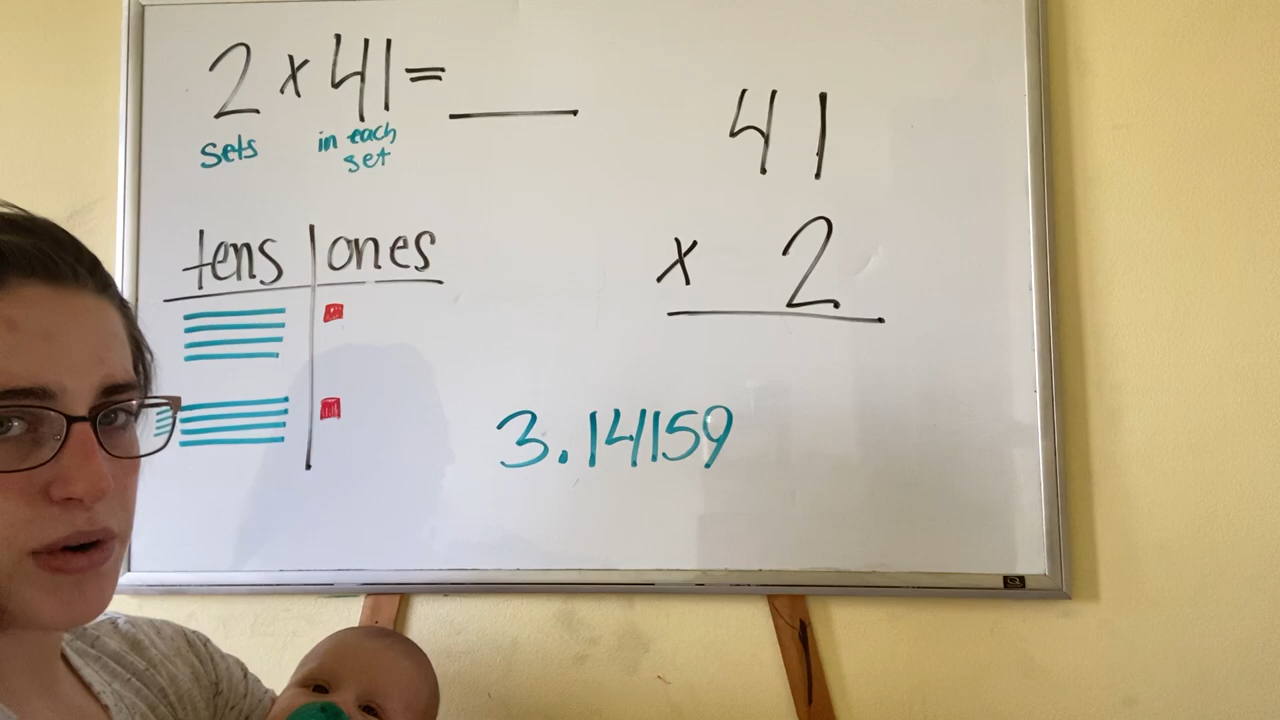 2 x 41 = ___
sets in each
set
tens | ones
41
x 2
3.14159